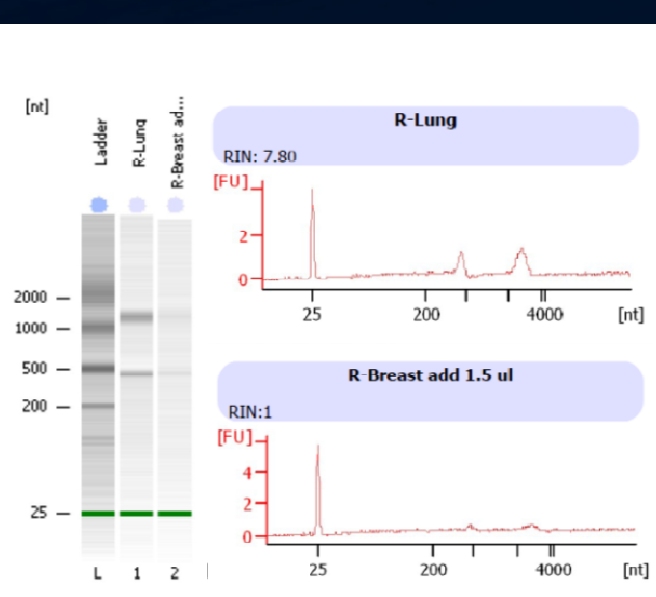 [nt]
Ladder
R-Lung
R-Breast ad...
2000
1000
500
200
25
L
1
2
R-Lung
RIN: 7.80
[FU]
2
0
25
200
4000
[nt]
R-Breast add 1.5 ul
RIN:1
[FU]
4
2
0
25
200
4000
[nt]